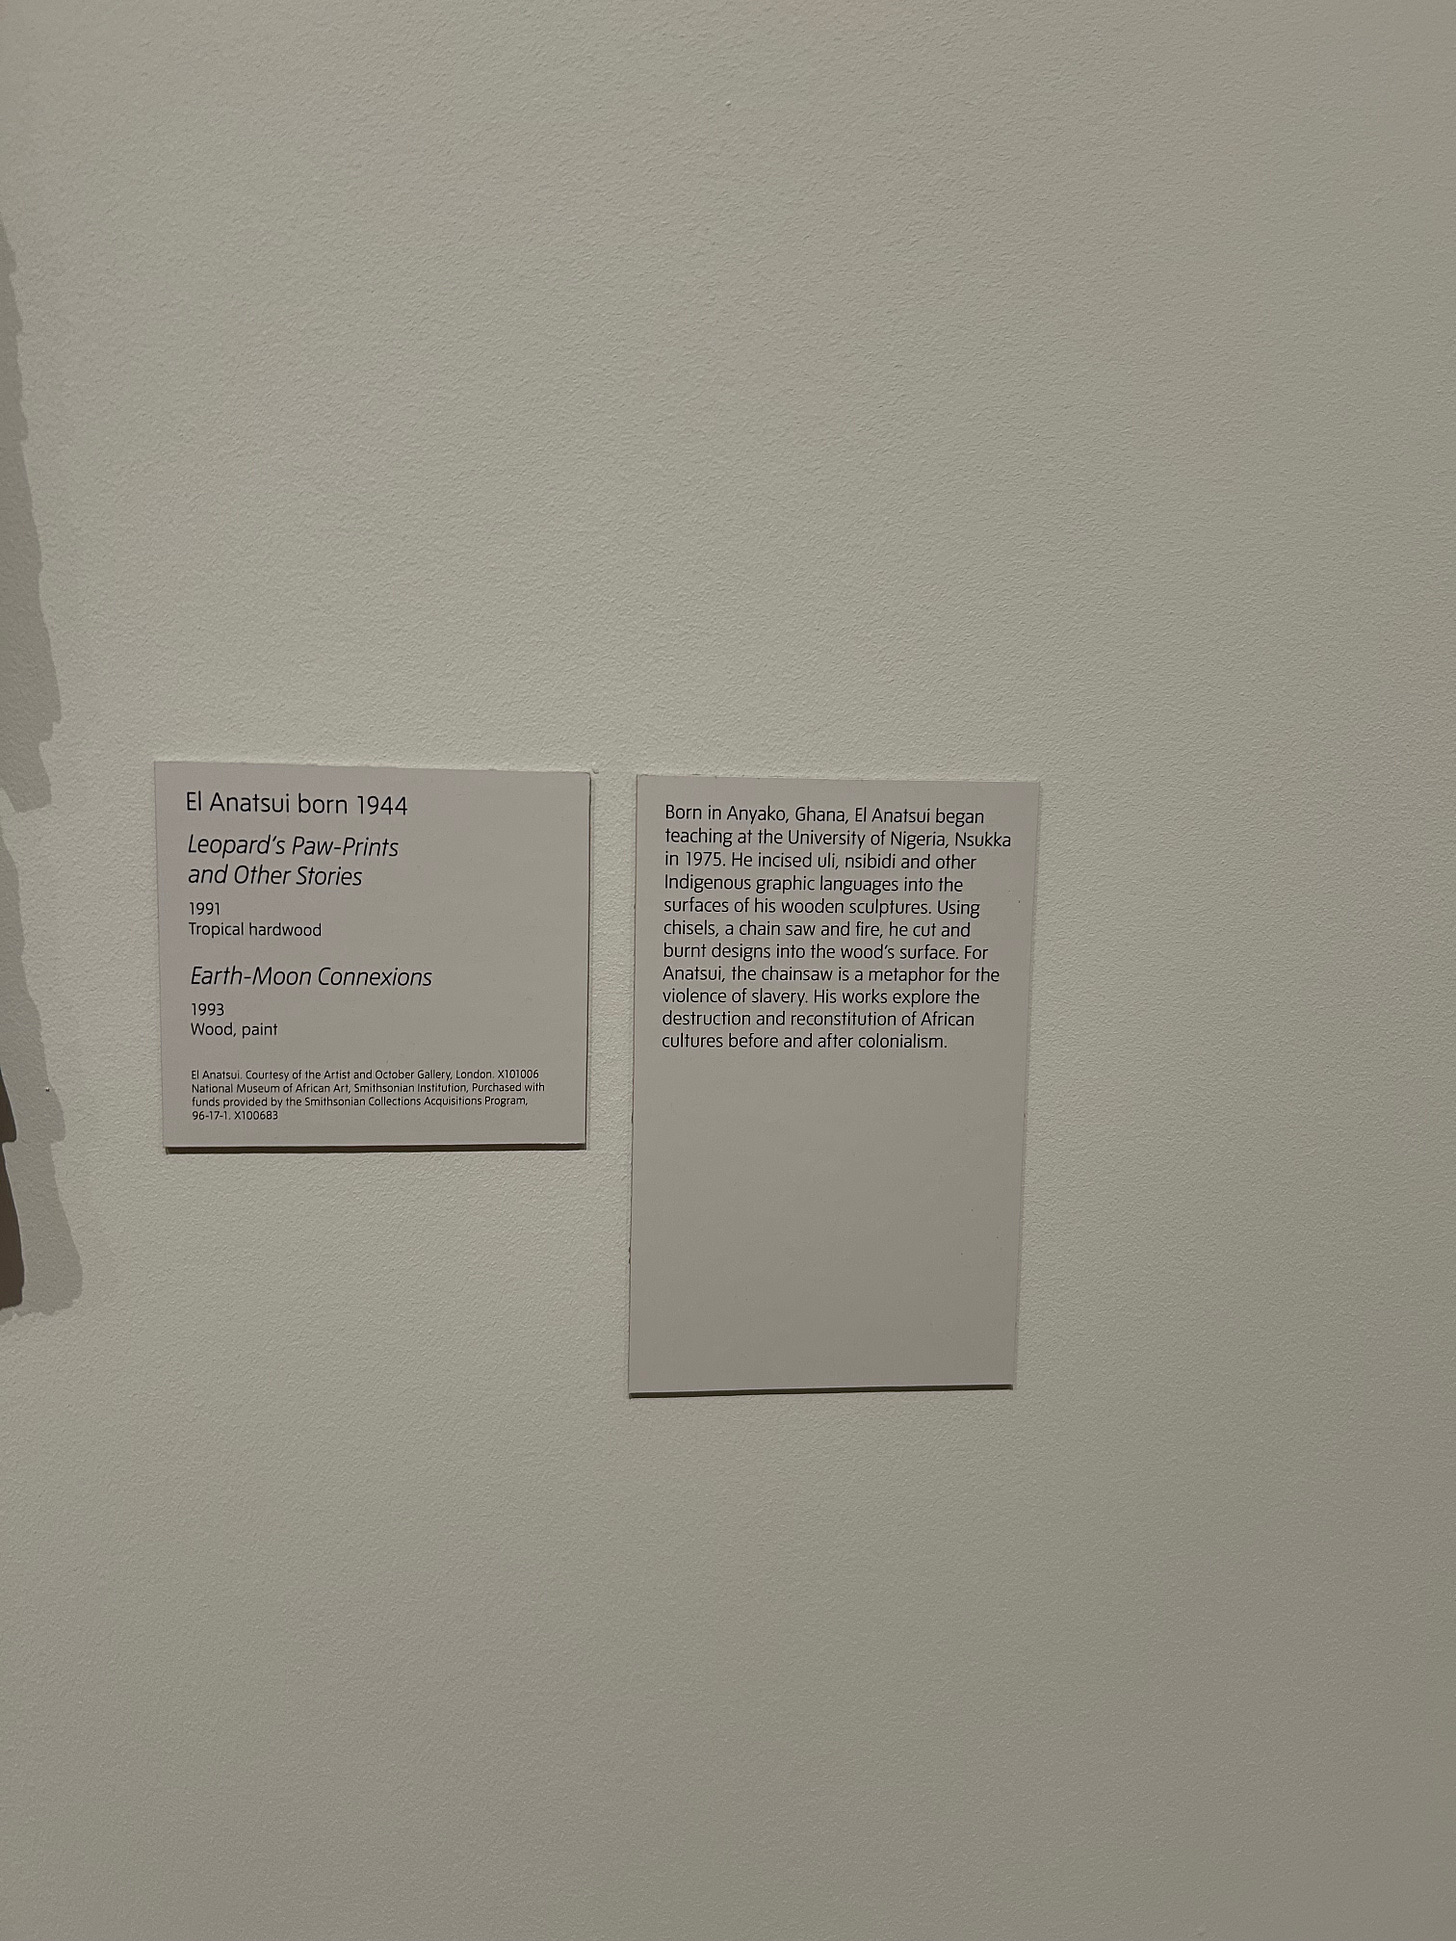 El Anatsui born 1944
Leopard's Paw-Prints
and Other Stories
1991
Tropical hardwood
Earth-Moon Connexions
1993
Wood, paint
El Anatsui. Courtesy of the Artist and October Gallery, London. X101006
National Museum of African Art, Smithsonian Institution, Purchased with
funds provided by the Smithsonian Collections Acquisitions Program,
96-17-1. X100683
Born in Anyako, Ghana, El Anatsui began
teaching at the University of Nigeria, Nsukka
in 1975. He incised uli, nsibidi and other
Indigenous graphic languages into the
surfaces of his wooden sculptures. Using
chisels, a chain saw and fire, he cut and
burnt designs into the wood's surface. For
Anatsui, the chainsaw is a metaphor for the
violence of slavery. His works explore the
destruction and reconstitution of African
cultures before and after colonialism.